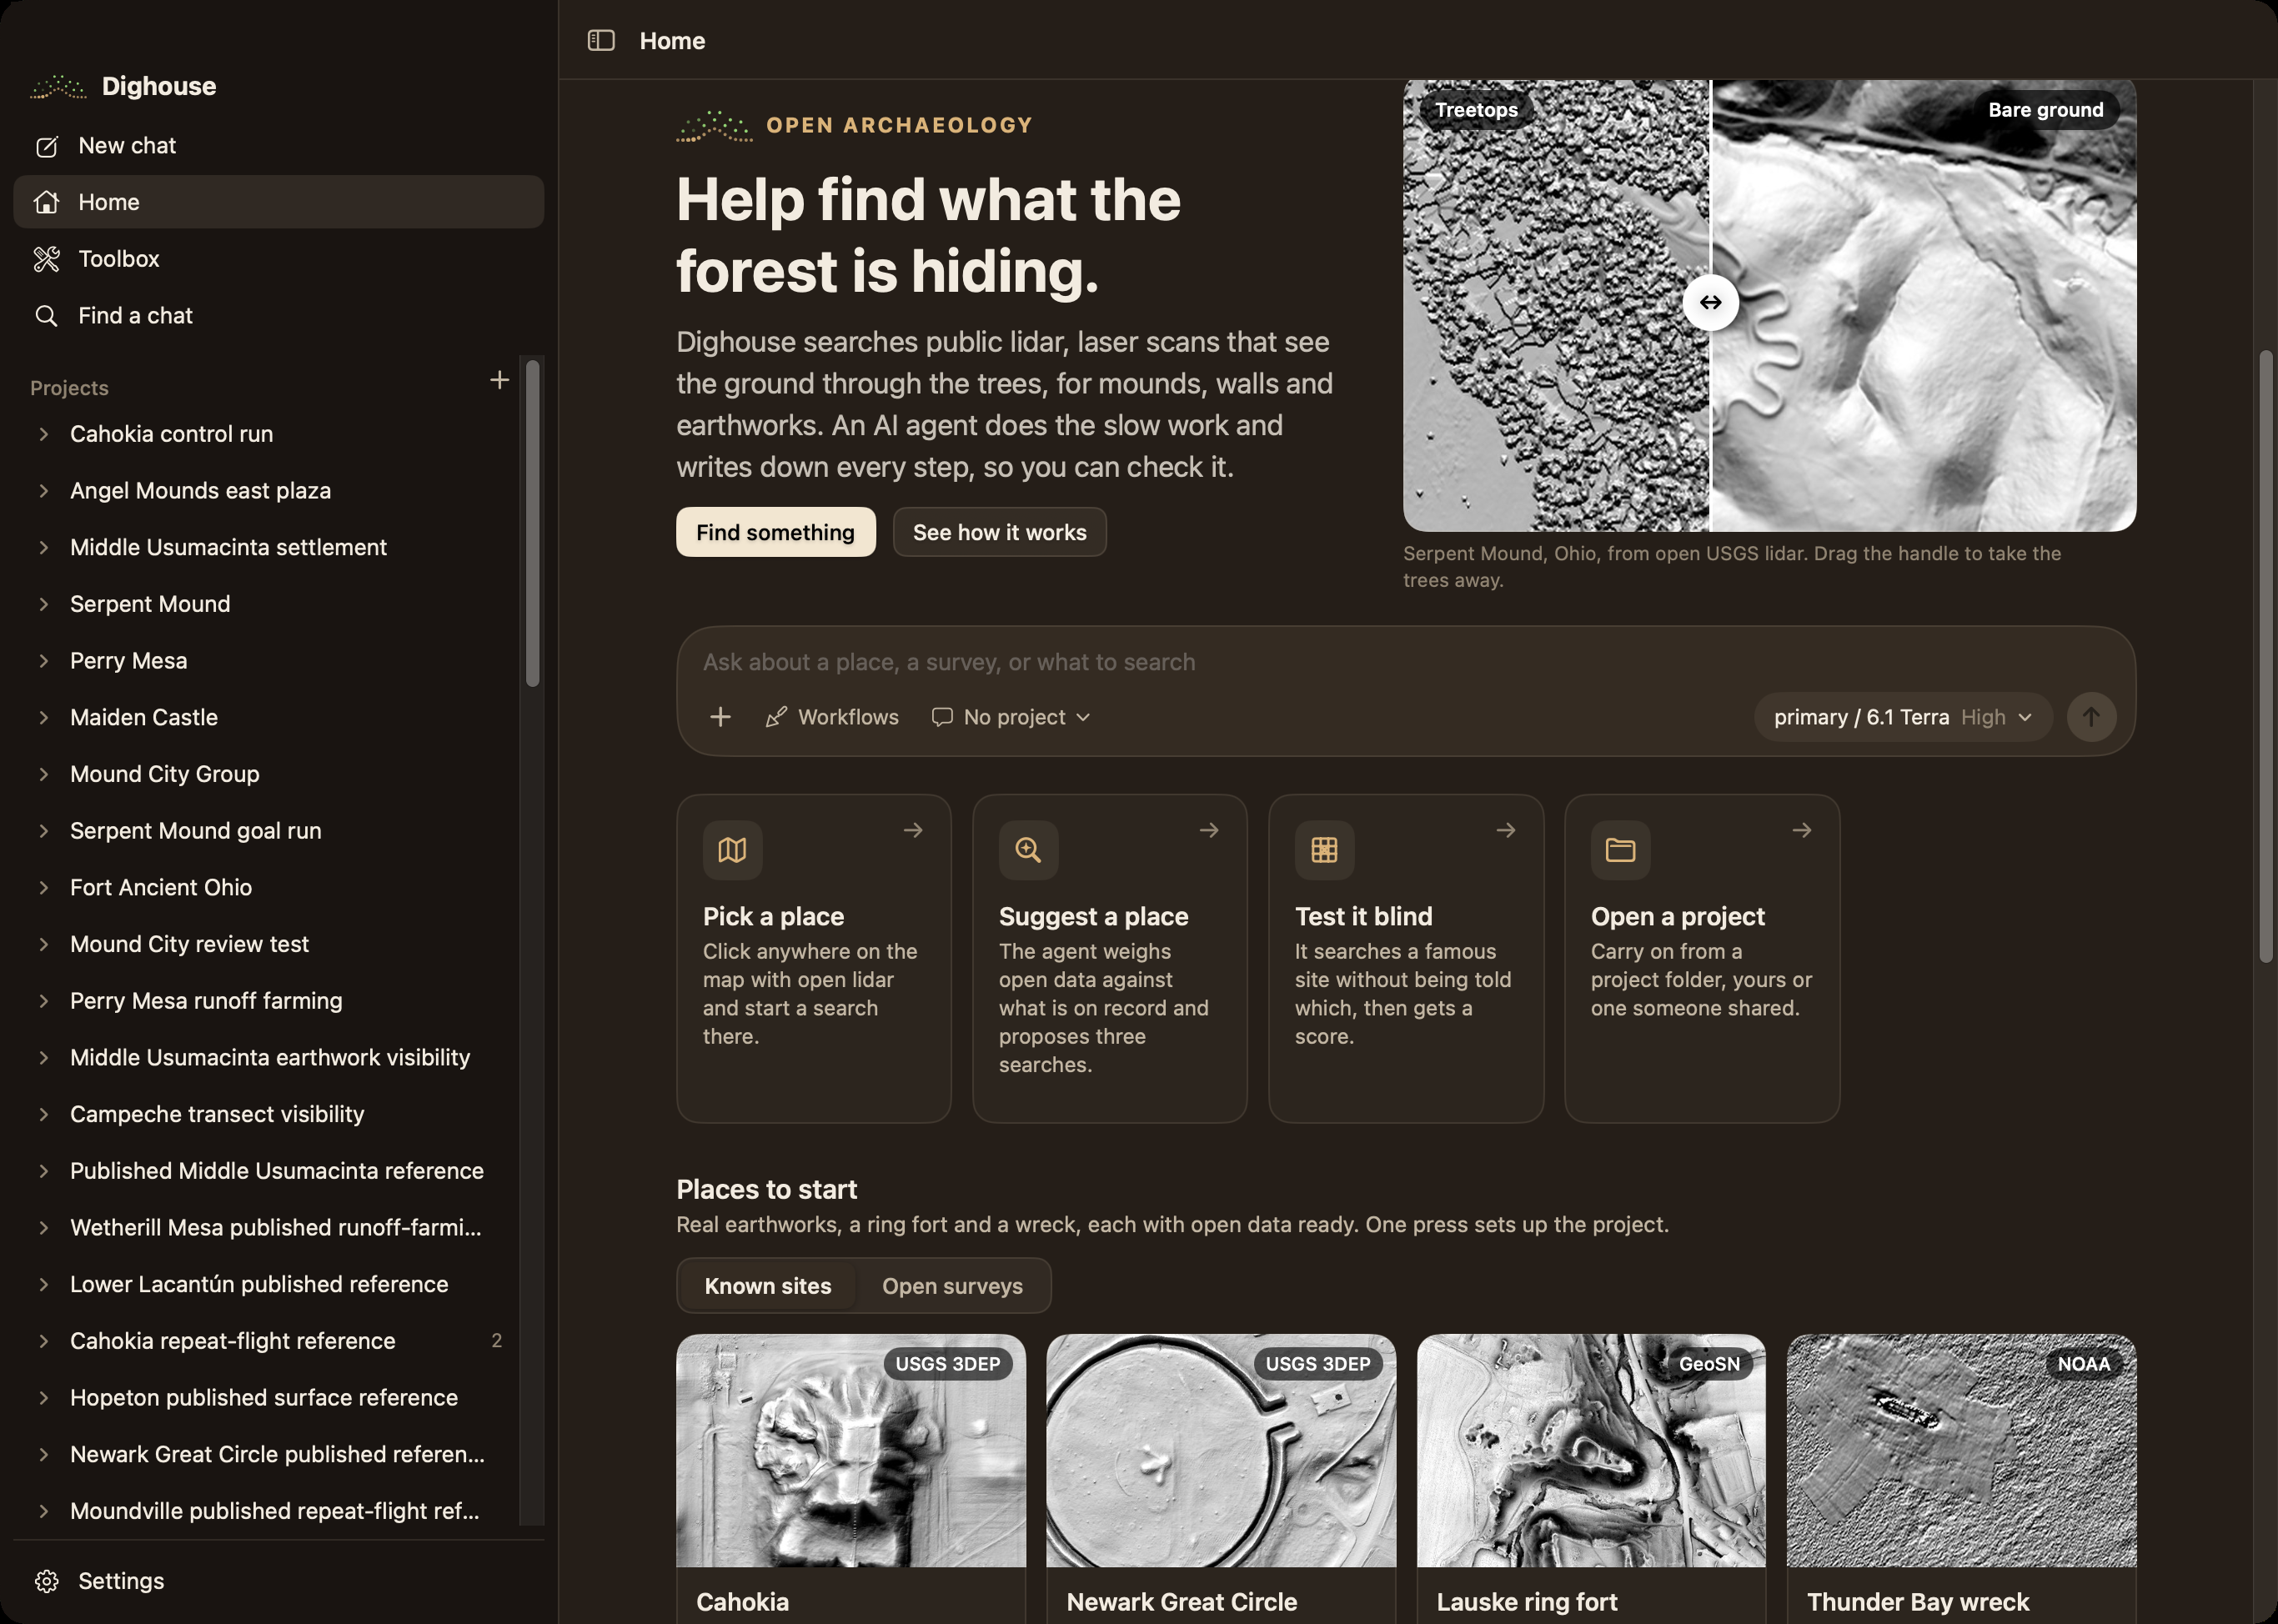 Dighouse
New chat
Home
Toolbox
Find a chat
Projects
Cahokia control run
Angel Mounds east plaza
Middle Usumacinta settlement
Serpent Mound
Perry Mesa
Maiden Castle
Mound City Group
Serpent Mound goal run
Fort Ancient Ohio
Mound City review test
Perry Mesa runoff farming
Middle Usumacinta earthwork visibility
Campeche transect visibility
Published Middle Usumacinta reference
Wetherill Mesa published runoff-farmi...
Lower Lacantún published reference
Cahokia repeat-flight reference 2
Hopeton published surface reference
Newark Great Circle published referen...
Moundville published repeat-flight ref...
Settings
Home
OPEN ARCHAEOLOGY
Help find what the
forest is hiding.
Dighouse searches public lidar, laser scans that see
the ground through the trees, for mounds, walls and
earthworks. An AI agent does the slow work and
writes down every step, so you can check it.
Find something
See how it works
Treetops
Bare ground
Serpent Mound, Ohio, from open USGS lidar. Drag the handle to take the
trees away.
Ask about a place, a survey, or what to search
Workflows
No project
primary / 6.1 Terra High
Pick a place
Click anywhere on the
map with open lidar
and start a search
there.
Suggest a place
The agent weighs
open data against
what is on record and
proposes three
searches.
Test it blind
It searches a famous
site without being told
which, then gets a
score.
Open a project
Carry on from a
project folder, yours or
one someone shared.
Places to start
Real earthworks, a ring fort and a wreck, each with open data ready. One press sets up the project.
Known sites
Open surveys
USGS 3DEP
Cahokia
USGS 3DEP
Newark Great Circle
GeoSN
Lauske ring fort
NOAA
Thunder Bay wreck